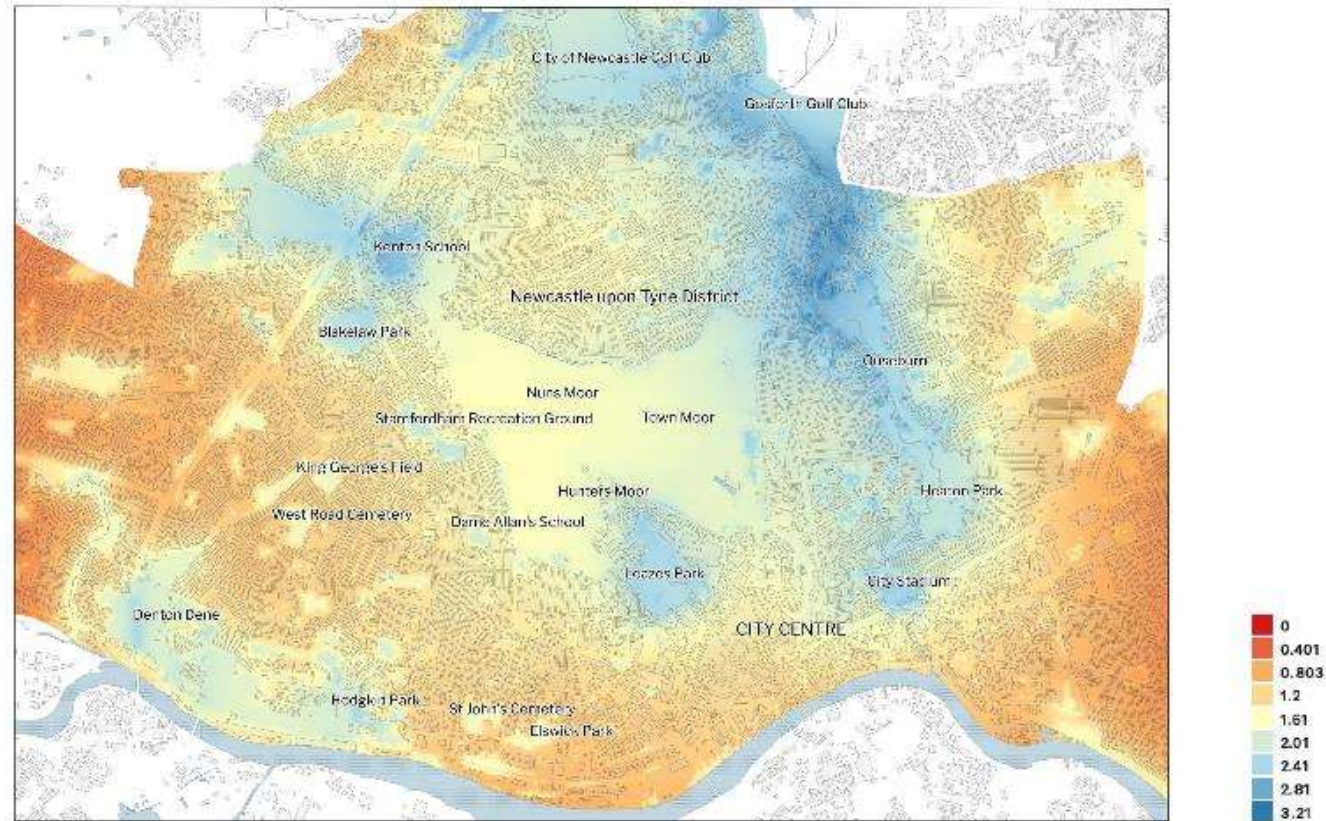 City of Newcastle Golf Club
Gosforth Golf Club
Kenton School
Newcastle upon Tyne District
Blakelaw Park
Ouseburn
Nuns Moor
Stamfordham Recreation Ground
Town Moor
King George's Field
Hunters Moor
Heaton Park
West Road Cemetery
Dame Allan's School
Leazes Park
City Stadium
Denton Dene
CITY CENTRE
Hodgkin Park
St John's Cemetery
Elswick Park
0
0.401
0.803
1.2
1.61
2.01
2.41
2.81
3.21